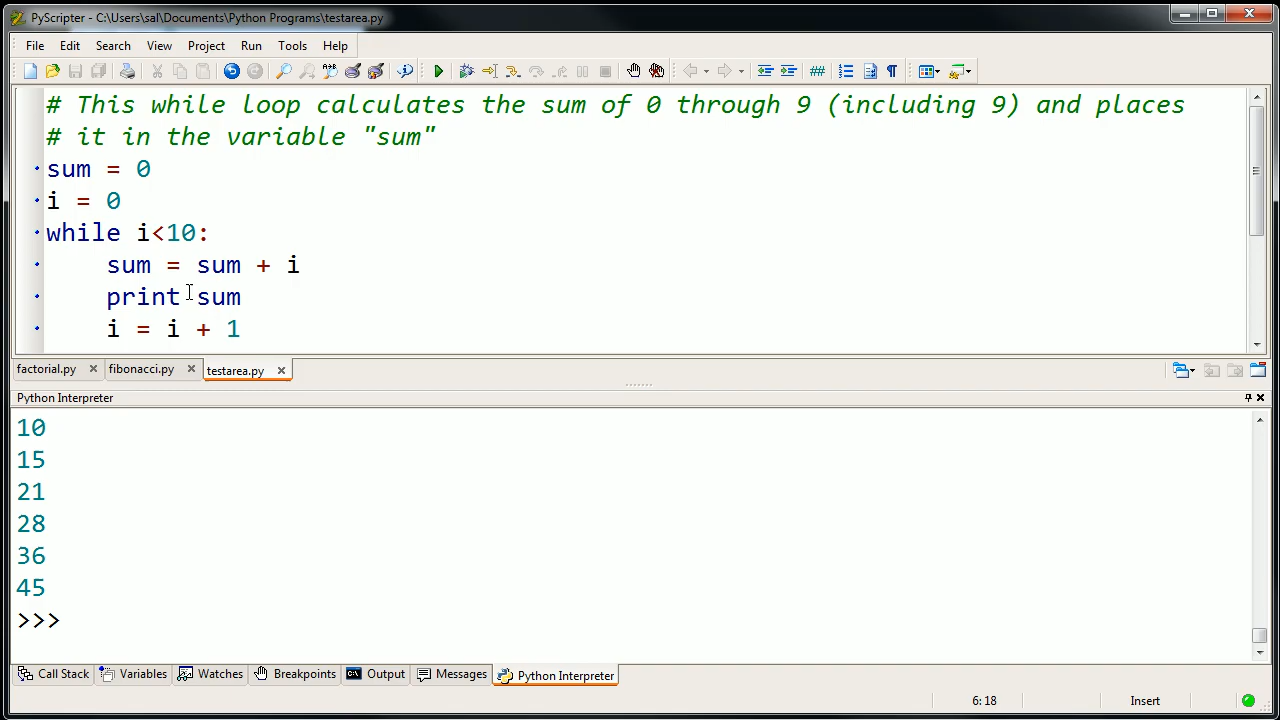 PyScripter - C:\Users\sal\Documents\Python Programs\testarea.py
File Edit Search View Project Run Tools Help
# This while loop calculates the sum of 0 through 9 (including 9) and places
# it in the variable "sum"
sum = 0
i = 0
while i<10:
    sum = sum + i
    print sum
    i = i + 1
factorial.py fibonacci.py testarea.py
Python Interpreter
10
15
21
28
36
45
>>>
Call Stack Variables Watches Breakpoints Output Messages Python Interpreter
6: 18 Insert